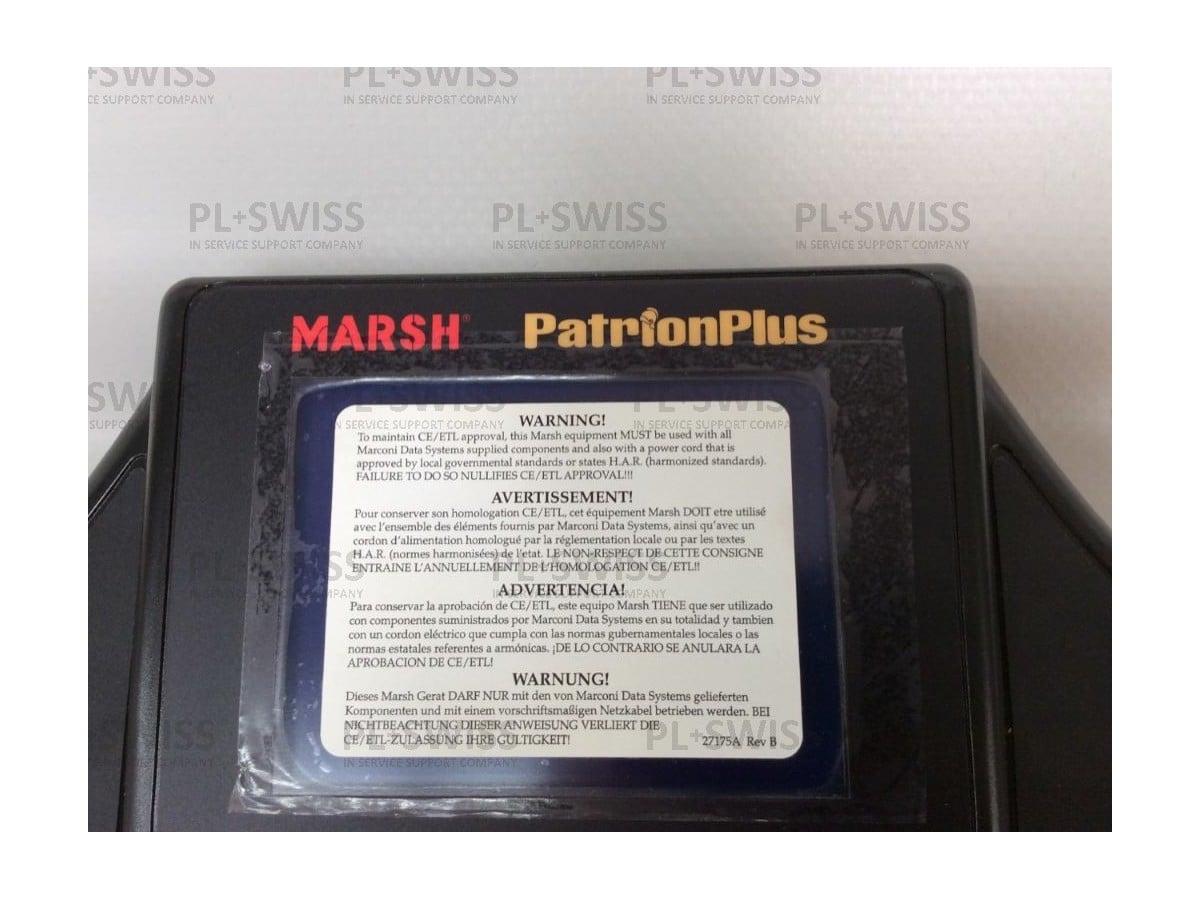 PL+SWISS PL+SWISS PL+SWISS
IN SERVICE SUPPORT COMPANY IN SERVICE SUPPORT COMPANY
PL+SWISS PL+SWISS PL+SWISS
IN SERVICE SUPPORT COMPANY IN SERVICE SUPPORT COMPANY IN SERVICE SUPPORT COMPANY
MARSH® PatrionPlus
WARNING!
To maintain CE/ETL approval, this Marsh equipment MUST be used with all
Marconi Data Systems supplied components and also with a power cord that is
approved by local governmental standards or states H.A.R. (harmonized standards).
FAILURE TO DO SO NULLIFIES CE/ETL APPROVAL!!!
AVERTISSEMENT!
Pour conserver son homologation CE/ETL, cet équipement Marsh DOIT etre utilisé
avec l'ensemble des éléments fournis par Marconi Data Systems, ainsi qu'avec un
cordon d'alimentation homologué par la réglementation locale ou par les textes
H.A.R. (normes harmonisées) de l'etat. LE NON-RESPECT DE CETTE CONSIGNE
ENTRAINE L'ANNUELLEMENT DE L'HOMOLOGATION CE/ETL!!
ADVERTENCIA!
Para conservar la aprobación de CE/ETL, este equipo Marsh TIENE que ser utilizado
con componentes suministrados por Marconi Data Systems en su totalidad y tambien
con un cordon eléctrico que cumpla con las normas gubernamentales locales o las
normas estatales referentes a armónicas. ¡DE LO CONTRARIO SE ANULARA LA
APROBACION DE CE/ETL!
WARNUNG!
Dieses Marsh Gerat DARF NUR mit den von Marconi Data Systems gelieferten
Komponenten und mit einem vorschriftsmaßigen Netzkabel betrieben werden. BEI
NICHTBEACHTUNG DIESER ANWEISUNG VERLIERT DIE
CE/ETL-ZULASSUNG IHRE GULTIGKEIT! 27175A Rev B